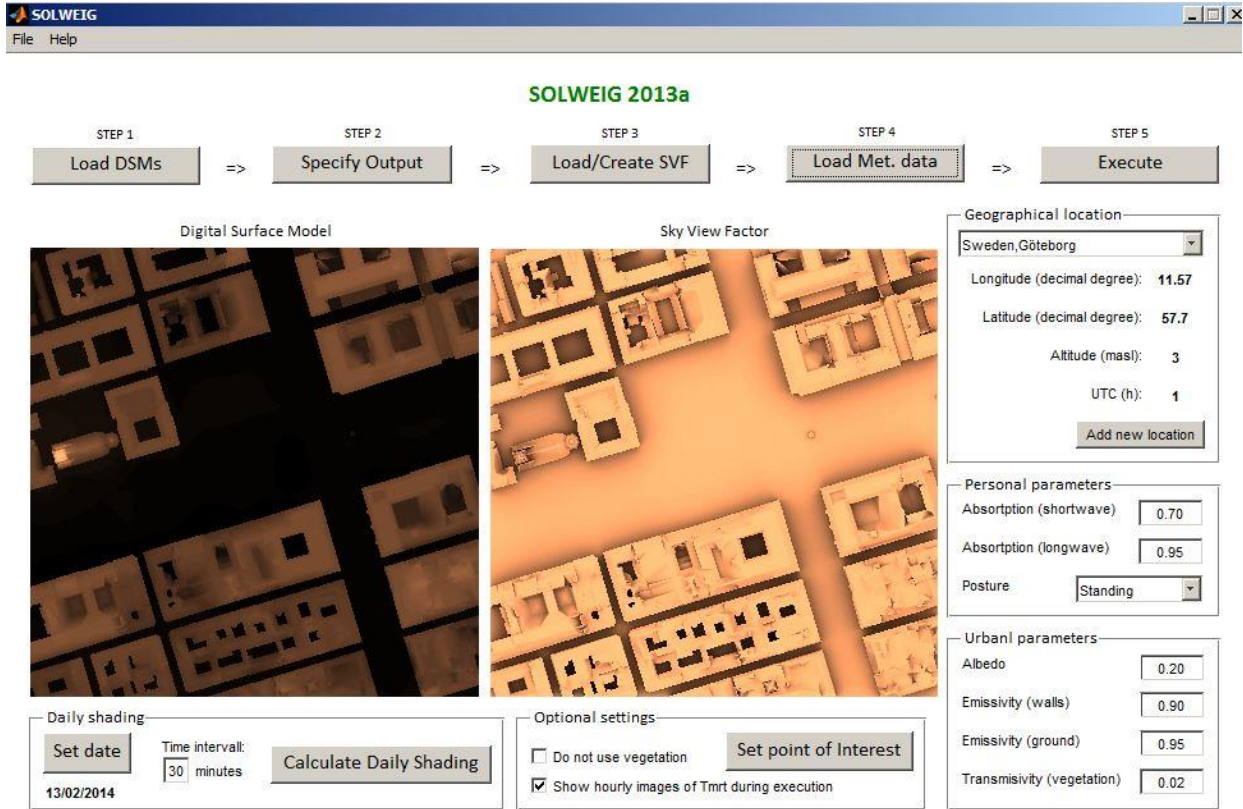 SOLWEIG
File Help
SOLWEIG 2013a
STEP 1
STEP 2
STEP 3
STEP 4
STEP 5
Load DSMs
=>
Specify Output
=>
Load/Create SVF
=>
Load Met. data
=>
Execute
Digital Surface Model
Sky View Factor
Geographical location
Sweden,Göteborg
Longitude (decimal degree): 11.57
Latitude (decimal degree): 57.7
Altitude (masl): 3
UTC (h): 1
Add new location
Personal parameters
Absortption (shortwave) 0.70
Absortption (longwave) 0.95
Posture Standing
Urbanl parameters
Albedo 0.20
Emissivity (walls) 0.90
Emissivity (ground) 0.95
Transmisivity (vegetation) 0.02
Daily shading
Set date
13/02/2014
Time intervall:
30 minutes
Calculate Daily Shading
Optional settings
Do not use vegetation
Set point of Interest
Show hourly images of Tmrt during execution